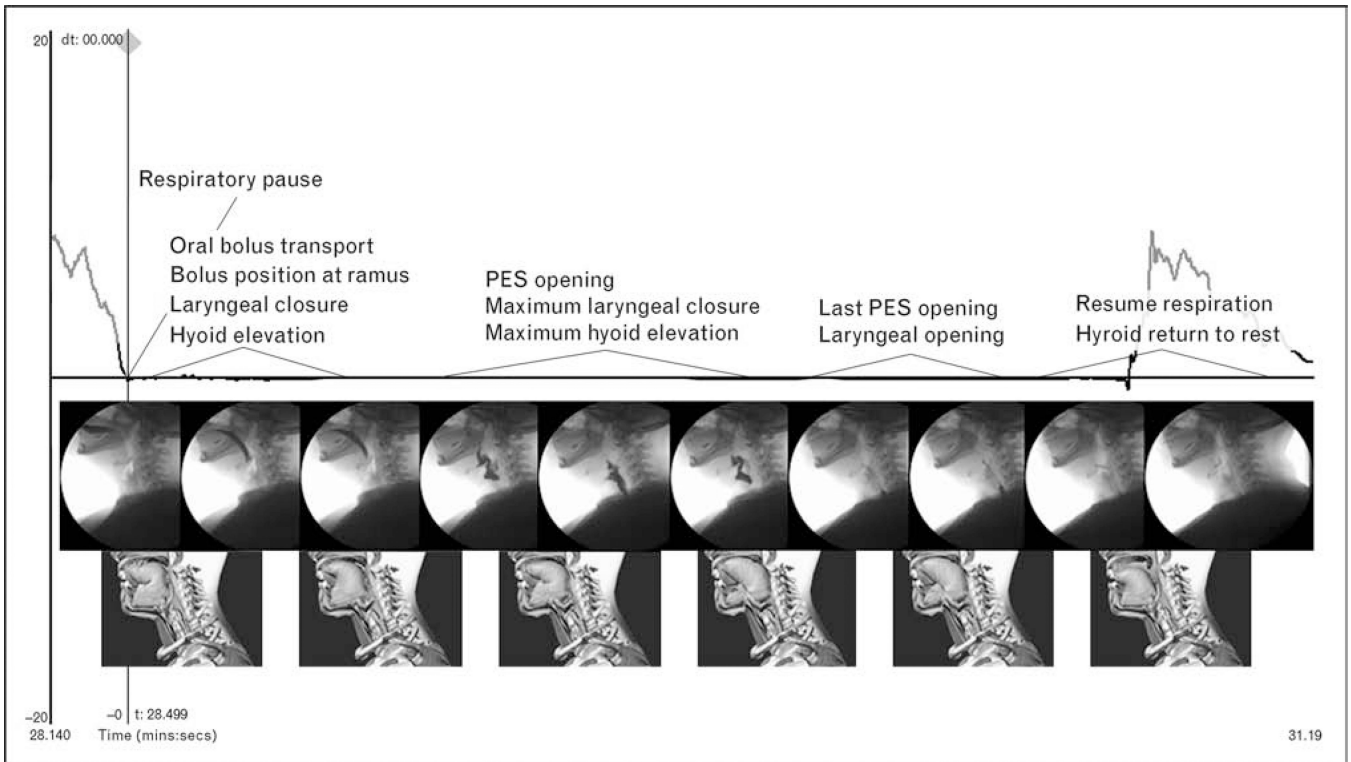 20
dt: 00.000
Respiratory pause
Oral bolus transport
Bolus position at ramus
Laryngeal closure
Hyoid elevation
PES opening
Maximum laryngeal closure
Maximum hyoid elevation
Last PES opening
Laryngeal opening
Resume respiration
Hyroid return to rest
–20
–0
t: 28.499
28.140
Time (mins:secs)
31.19